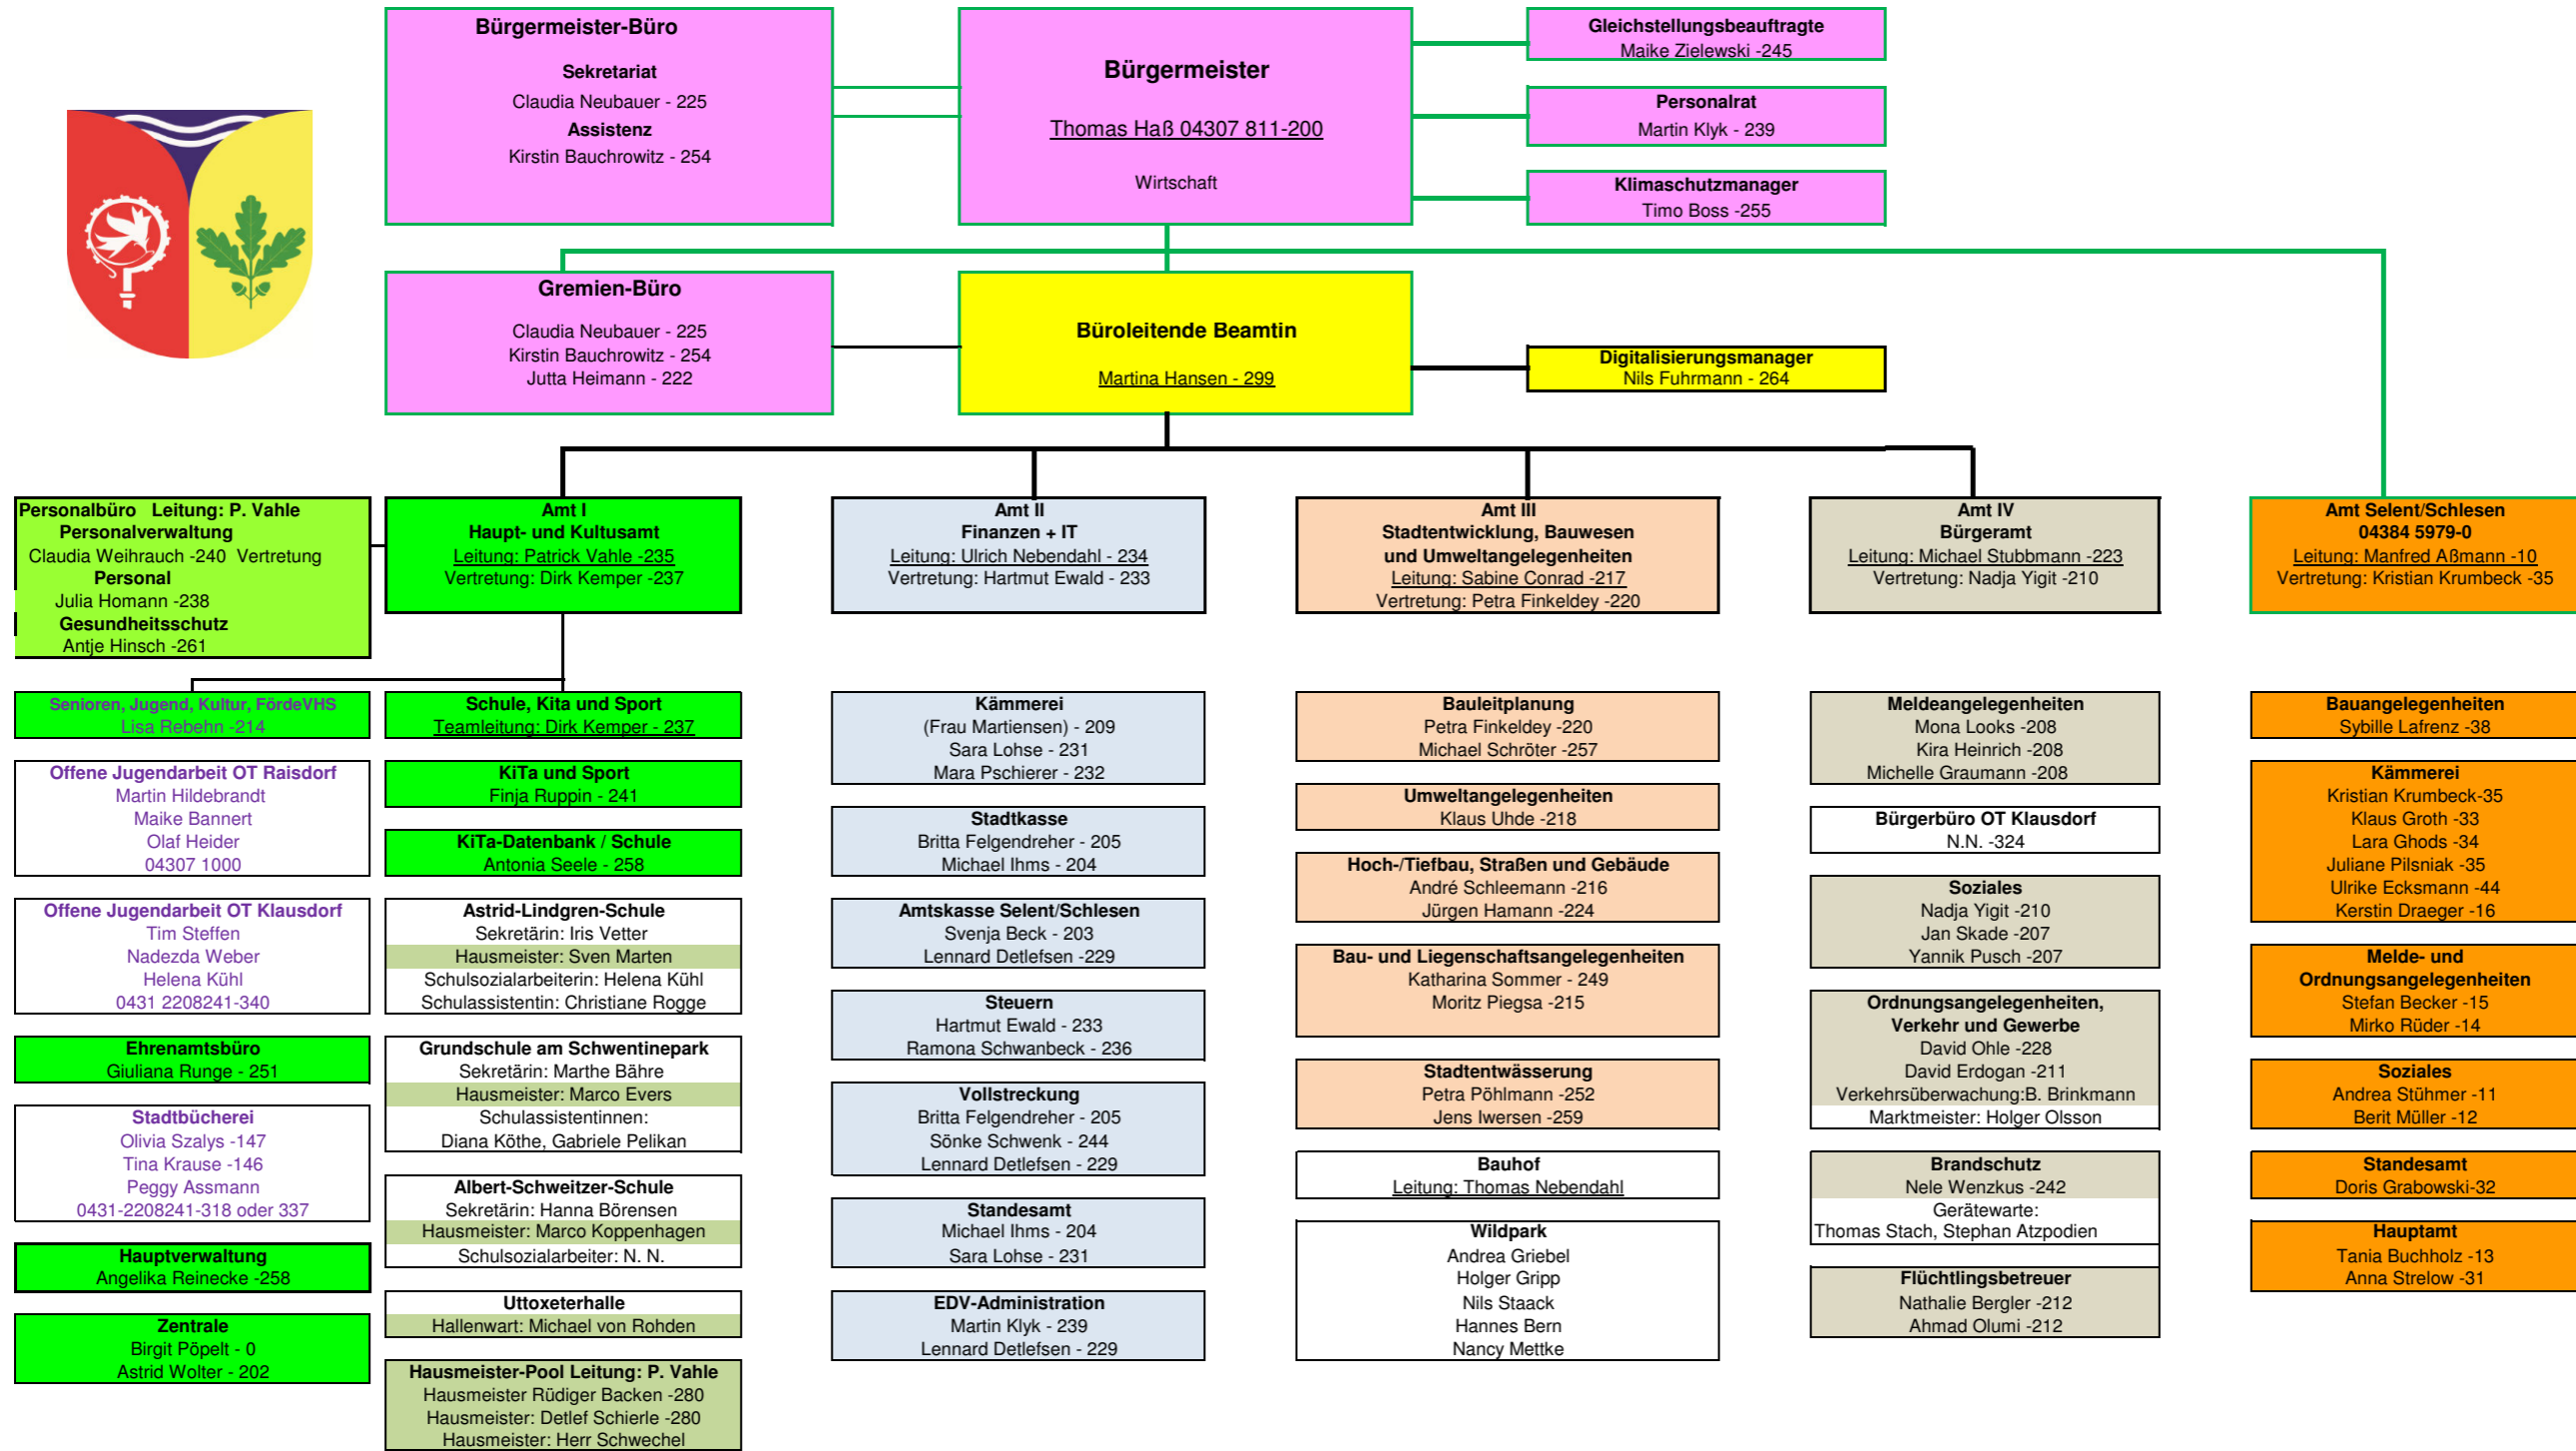 Bürgermeister-Büro
Sekretariat
Claudia Neubauer - 225
Assistenz
Kirstin Bauchrowitz - 254
Bürgermeister
Thomas Haß 04307 811-200
Wirtschaft
Gleichstellungsbeauftragte
Maike Zielewski -245
Personalrat
Martin Klyk - 239
Klimaschutzmanager
Timo Boss -255
Gremien-Büro
Claudia Neubauer - 225
Kirstin Bauchrowitz - 254
Jutta Heimann - 222
Büroleitende Beamtin
Martina Hansen - 299
Digitalisierungsmanager
Nils Fuhrmann - 264
Personalbüro Leitung: P. Vahle
Personalverwaltung
Claudia Weihrauch -240 Vertretung
Personal
Julia Homann -238
Gesundheitsschutz
Antje Hinsch -261
Amt I
Haupt- und Kultusamt
Leitung: Patrick Vahle -235
Vertretung: Dirk Kemper -237
Amt II
Finanzen + IT
Leitung: Ulrich Nebendahl - 234
Vertretung: Hartmut Ewald - 233
Amt III
Stadtentwicklung, Bauwesen
und Umweltangelegenheiten
Leitung: Sabine Conrad -217
Vertretung: Petra Finkeldey -220
Amt IV
Bürgeramt
Leitung: Michael Stubbmann -223
Vertretung: Nadja Yigit -210
Amt Selent/Schlesen
04384 5979-0
Leitung: Manfred Aßmann -10
Vertretung: Kristian Krumbeck -35
Senioren, Jugend, Kultur, FördeVHS
Lisa Rebehn -214
Offene Jugendarbeit OT Raisdorf
Martin Hildebrandt
Maike Bannert
Olaf Heider
04307 1000
Offene Jugendarbeit OT Klausdorf
Tim Steffen
Nadezda Weber
Helena Kühl
0431 2208241-340
Ehrenamtsbüro
Giuliana Runge - 251
Stadtbücherei
Olivia Szalys -147
Tina Krause -146
Peggy Assmann
0431-2208241-318 oder 337
Hauptverwaltung
Angelika Reinecke -258
Zentrale
Birgit Pöpelt - 0
Astrid Wolter - 202
Schule, Kita und Sport
Teamleitung: Dirk Kemper - 237
KiTa und Sport
Finja Ruppin - 241
KiTa-Datenbank / Schule
Antonia Seele - 258
Astrid-Lindgren-Schule
Sekretärin: Iris Vetter
Hausmeister: Sven Marten
Schulsozialarbeiterin: Helena Kühl
Schulassistentin: Christiane Rogge
Grundschule am Schwentinepark
Sekretärin: Marthe Bähre
Hausmeister: Marco Evers
Schulassistentinnen:
Diana Köthe, Gabriele Pelikan
Albert-Schweitzer-Schule
Sekretärin: Hanna Börensen
Hausmeister: Marco Koppenhagen
Schulsozialarbeiter: N. N.
Uttoxeterhalle
Hallenwart: Michael von Rohden
Hausmeister-Pool Leitung: P. Vahle
Hausmeister Rüdiger Backen -280
Hausmeister: Detlef Schierle -280
Hausmeister: Herr Schwechel
Kämmerei
(Frau Martiensen) - 209
Sara Lohse - 231
Mara Pschierer - 232
Stadtkasse
Britta Felgendreher - 205
Michael Ihms - 204
Amtskasse Selent/Schlesen
Svenja Beck - 203
Lennard Detlefsen -229
Steuern
Hartmut Ewald - 233
Ramona Schwanbeck - 236
Vollstreckung
Britta Felgendreher - 205
Sönke Schwenk - 244
Lennard Detlefsen - 229
Standesamt
Michael Ihms - 204
Sara Lohse - 231
EDV-Administration
Martin Klyk - 239
Lennard Detlefsen - 229
Bauleitplanung
Petra Finkeldey -220
Michael Schröter -257
Umweltangelegenheiten
Klaus Uhde -218
Hoch-/Tiefbau, Straßen und Gebäude
André Schleemann -216
Jürgen Hamann -224
Bau- und Liegenschaftsangelegenheiten
Katharina Sommer - 249
Moritz Piegsa -215
Stadtentwässerung
Petra Pöhlmann -252
Jens Iwersen -259
Bauhof
Leitung: Thomas Nebendahl
Wildpark
Andrea Griebel
Holger Gripp
Nils Staack
Hannes Bern
Nancy Mettke
Meldeangelegenheiten
Mona Looks -208
Kira Heinrich -208
Michelle Graumann -208
Bürgerbüro OT Klausdorf
N.N. -324
Soziales
Nadja Yigit -210
Jan Skade -207
Yannik Pusch -207
Ordnungsangelegenheiten,
Verkehr und Gewerbe
David Ohle -228
David Erdogan -211
Verkehrsüberwachung:B. Brinkmann
Marktmeister: Holger Olsson
Brandschutz
Nele Wenzkus -242
Gerätewarte:
Thomas Stach, Stephan Atzpodien
Flüchtlingsbetreuer
Nathalie Bergler -212
Ahmad Olumi -212
Bauangelegenheiten
Sybille Lafrenz -38
Kämmerei
Kristian Krumbeck-35
Klaus Groth -33
Lara Ghods -34
Juliane Pilsniak -35
Ulrike Ecksmann -44
Kerstin Draeger -16
Melde- und
Ordnungsangelegenheiten
Stefan Becker -15
Mirko Rüder -14
Soziales
Andrea Stühmer -11
Berit Müller -12
Standesamt
Doris Grabowski-32
Hauptamt
Tania Buchholz -13
Anna Strelow -31